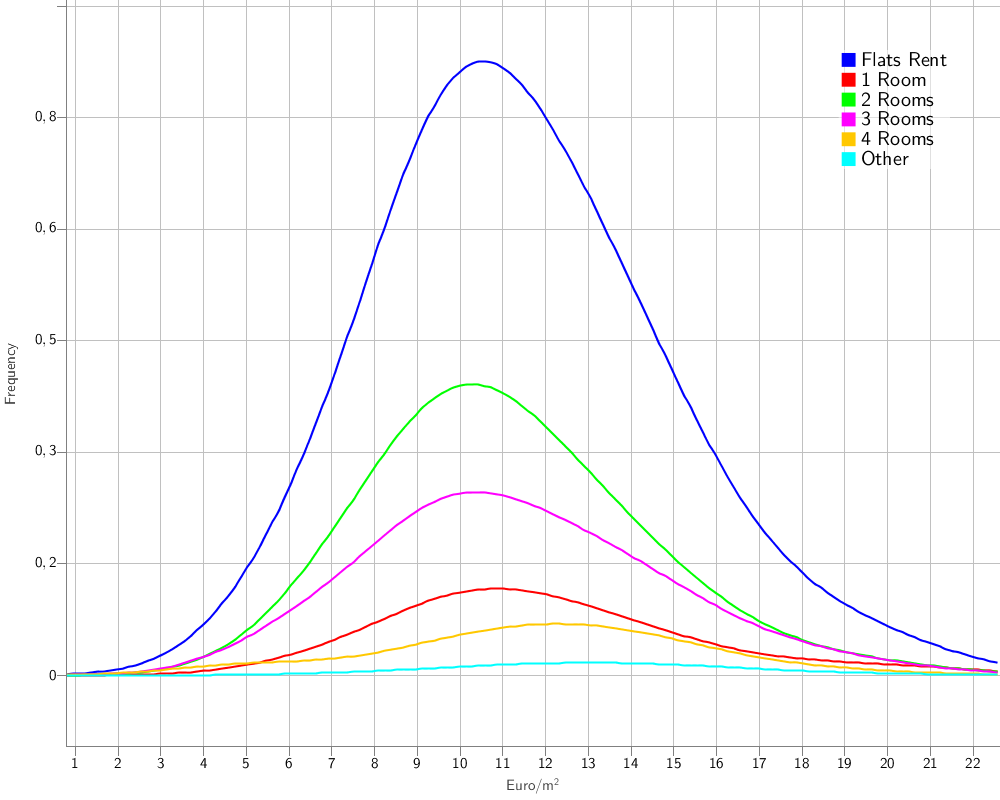 Flats Rent
1 Room
2 Rooms
3 Rooms
4 Rooms
Other
0,8
0,6
0,5
0,3
0,2
0
Frequency
1 2 3 4 5 6 7 8 9 10 11 12 13 14 15 16 17 18 19 20 21 22
Euro/m²